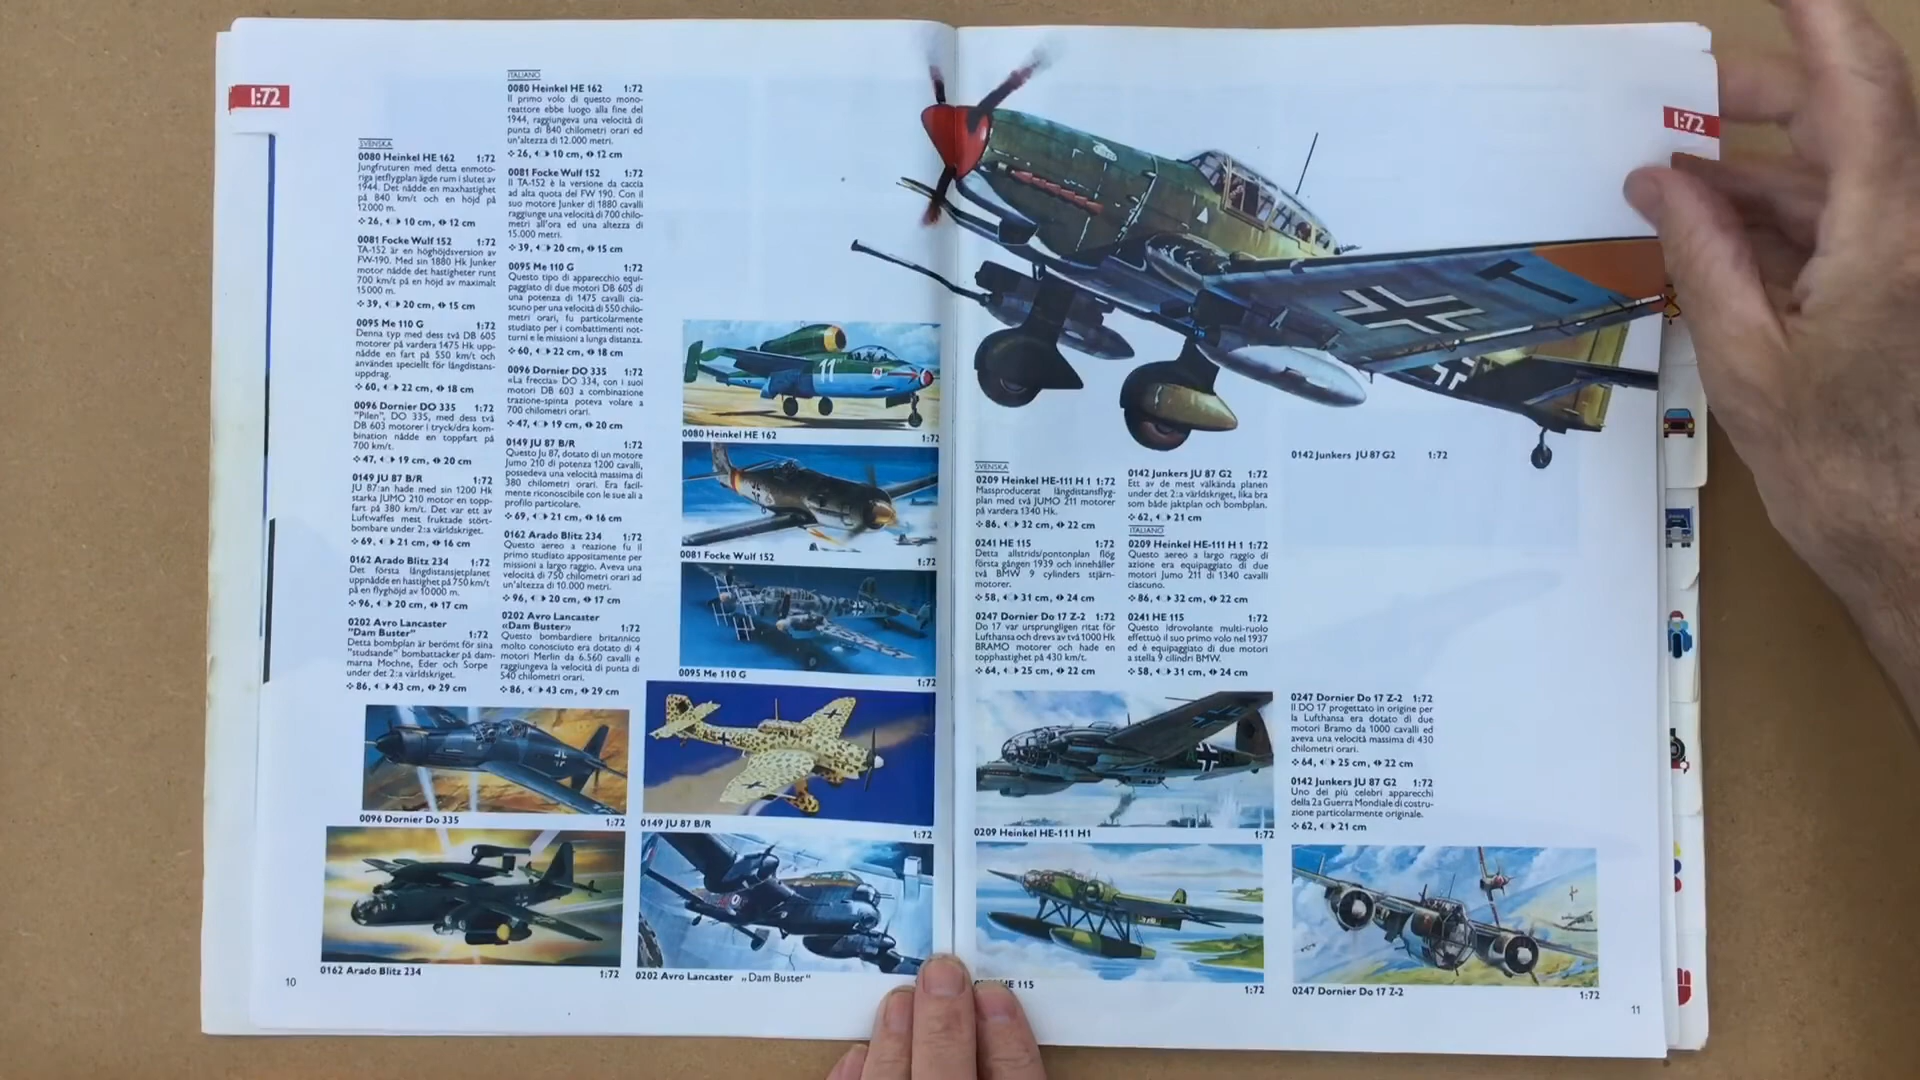 1:72
SVENSKA
0080 Heinkel HE 162 1:72
Jungfruturen med detta enmoto-
riga jetflygplan ägde rum i slutet av
1944. Det nådde en maxhastighet
på 840 km/t och en höjd på
12000 m.
26, 10 cm, 12 cm
0081 Focke Wulf 152 1:72
TA-152 är en höghöjdsversion av
FW-190. Med sin 1880 Hk Junker
motor nådde det hastigheter runt
700 km/t på en höjd av maximalt
15000 m.
39, 20 cm, 15 cm
0095 Me 110 G 1:72
Denna typ med dess två DB 605
motorer på vardera 1475 Hk upp-
nådde en fart på 550 km/t och
användes speciellt för långdistans-
uppdrag.
60, 22 cm, 18 cm
0096 Dornier DO 335 1:72
"Pilen", DO 335, med dess två
DB 603 motorer i tryck/dra kom-
bination nådde en toppfart på
700 km/t.
47, 19 cm, 20 cm
0149 JU 87 B/R 1:72
JU 87:an hade med sin 1200 Hk
starka JUMO 210 motor en topp-
fart på 380 km/t. Det var ett av
Luftwaffes mest fruktade stört-
bombare under 2:a världskriget.
69, 21 cm, 16 cm
0162 Arado Blitz 234 1:72
Det första långdistansjetplanet
uppnådde en hastighet på 750 km/t
på en flyghöjd av 10000 m.
96, 20 cm, 17 cm
0202 Avro Lancaster
"Dam Buster" 1:72
Detta bombplan är berömt för sina
"studsande" bombattacker på dam-
marna Mochne, Eder och Sorpe
under det 2:a världskriget.
86, 43 cm, 29 cm
ITALIANO
0080 Heinkel HE 162 1:72
Il primo volo di questo mono-
reattore ebbe luogo alla fine del
1944, raggiungeva una velocità di
punta di 840 chilometri orari ed
un'altezza di 12.000 metri.
26, 10 cm, 12 cm
0081 Focke Wulf 152 1:72
Il TA-152 è la versione da caccia
ad alta quota del FW 190. Con il
suo motore Junker di 1880 cavalli
raggiunge una velocità di 700 chilo-
metri all'ora ed una altezza di
15.000 metri.
39, 20 cm, 15 cm
0095 Me 110 G 1:72
Questo tipo di apparecchio equi-
paggiato di due motori DB 605 di
una potenza di 1475 cavalli cia-
scuno per una velocità di 550 chilo-
metri orari, fu particolarmente
studiato per i combattimenti not-
turni e le missioni a lunga distanza.
60, 22 cm, 18 cm
0096 Dornier DO 335 1:72
«La freccia» DO 334, con i suoi
motori DB 603 a combinazione
trazione-spinta poteva volare a
700 chilometri orari.
47, 19 cm, 20 cm
0149 JU 87 B/R 1:72
Questo Ju 87, dotato di un motore
Jumo 210 di potenza 1200 cavalli,
possedeva una velocità massima di
380 chilometri orari. Era facil-
mente riconoscibile con le sue ali a
profilo particolare.
69, 21 cm, 16 cm
0162 Arado Blitz 234 1:72
Questo aereo a reazione fu il
primo studiato appositamente per
missioni a largo raggio. Aveva una
velocità di 750 chilometri orari ad
un'altezza di 10.000 metri.
96, 20 cm, 17 cm
0202 Avro Lancaster
«Dam Buster» 1:72
Questo bombardiere britannico
molto conosciuto era dotato di 4
motori Merlin da 6.560 cavalli e
raggiungeva la velocità di punta di
540 chilometri orari.
86, 43 cm, 29 cm
11
0080 Heinkel HE 162 1:72
0081 Focke Wulf 152 1:72
0095 Me 110 G 1:72
0096 Dornier Do 335 1:72
0149 JU 87 B/R 1:72
0162 Arado Blitz 234 1:72
0202 Avro Lancaster „Dam Buster" 1:72
10
1:72
T
0142 Junkers JU 87 G2 1:72
SVENSKA
0209 Heinkel HE-111 H 1 1:72
Massproducerat långdistansflyg-
plan med två JUMO 211 motorer
på vardera 1340 Hk.
86, 32 cm, 22 cm
0241 HE 115 1:72
Detta allstrids/pontonplan flög
första gången 1939 och innehåller
två BMW 9 cylinders stjärn-
motorer.
58, 31 cm, 24 cm
0247 Dornier Do 17 Z-2 1:72
Do 17 var ursprungligen ritat för
Lufthansa och drevs av två 1000 Hk
BRAMO motorer och hade en
topphastighet på 430 km/t.
64, 25 cm, 22 cm
0142 Junkers JU 87 G2 1:72
Ett av de mest välkända planen
under det 2:a världskriget, lika bra
som både jaktplan och bombplan.
62, 21 cm
ITALIANO
0209 Heinkel HE-111 H 1 1:72
Questo aereo a largo raggio di
azione era equipaggiato di due
motori Jumo 211 di 1340 cavalli
ciascuno.
86, 32 cm, 22 cm
0241 HE 115 1:72
Questo Idrovolante multi-ruolo
effettuò il suo primo volo nel 1937
ed è equipaggiato di due motori
a stella 9 cilindri BMW.
58, 31 cm, 24 cm
0247 Dornier Do 17 Z-2 1:72
Il DO 17 progettato in origine per
la Lufthansa era dotato di due
motori Bramo da 1000 cavalli ed
aveva una velocità massima di 430
chilometri orari.
64, 25 cm, 22 cm
0142 Junkers JU 87 G2 1:72
Uno dei più celebri apparecchi
della 2a Guerra Mondiale di costru-
zione particolarmente originale.
62, 21 cm
0209 Heinkel HE-111 H1 1:72
HE 115 1:72
0247 Dornier Do 17 Z-2 1:72
11